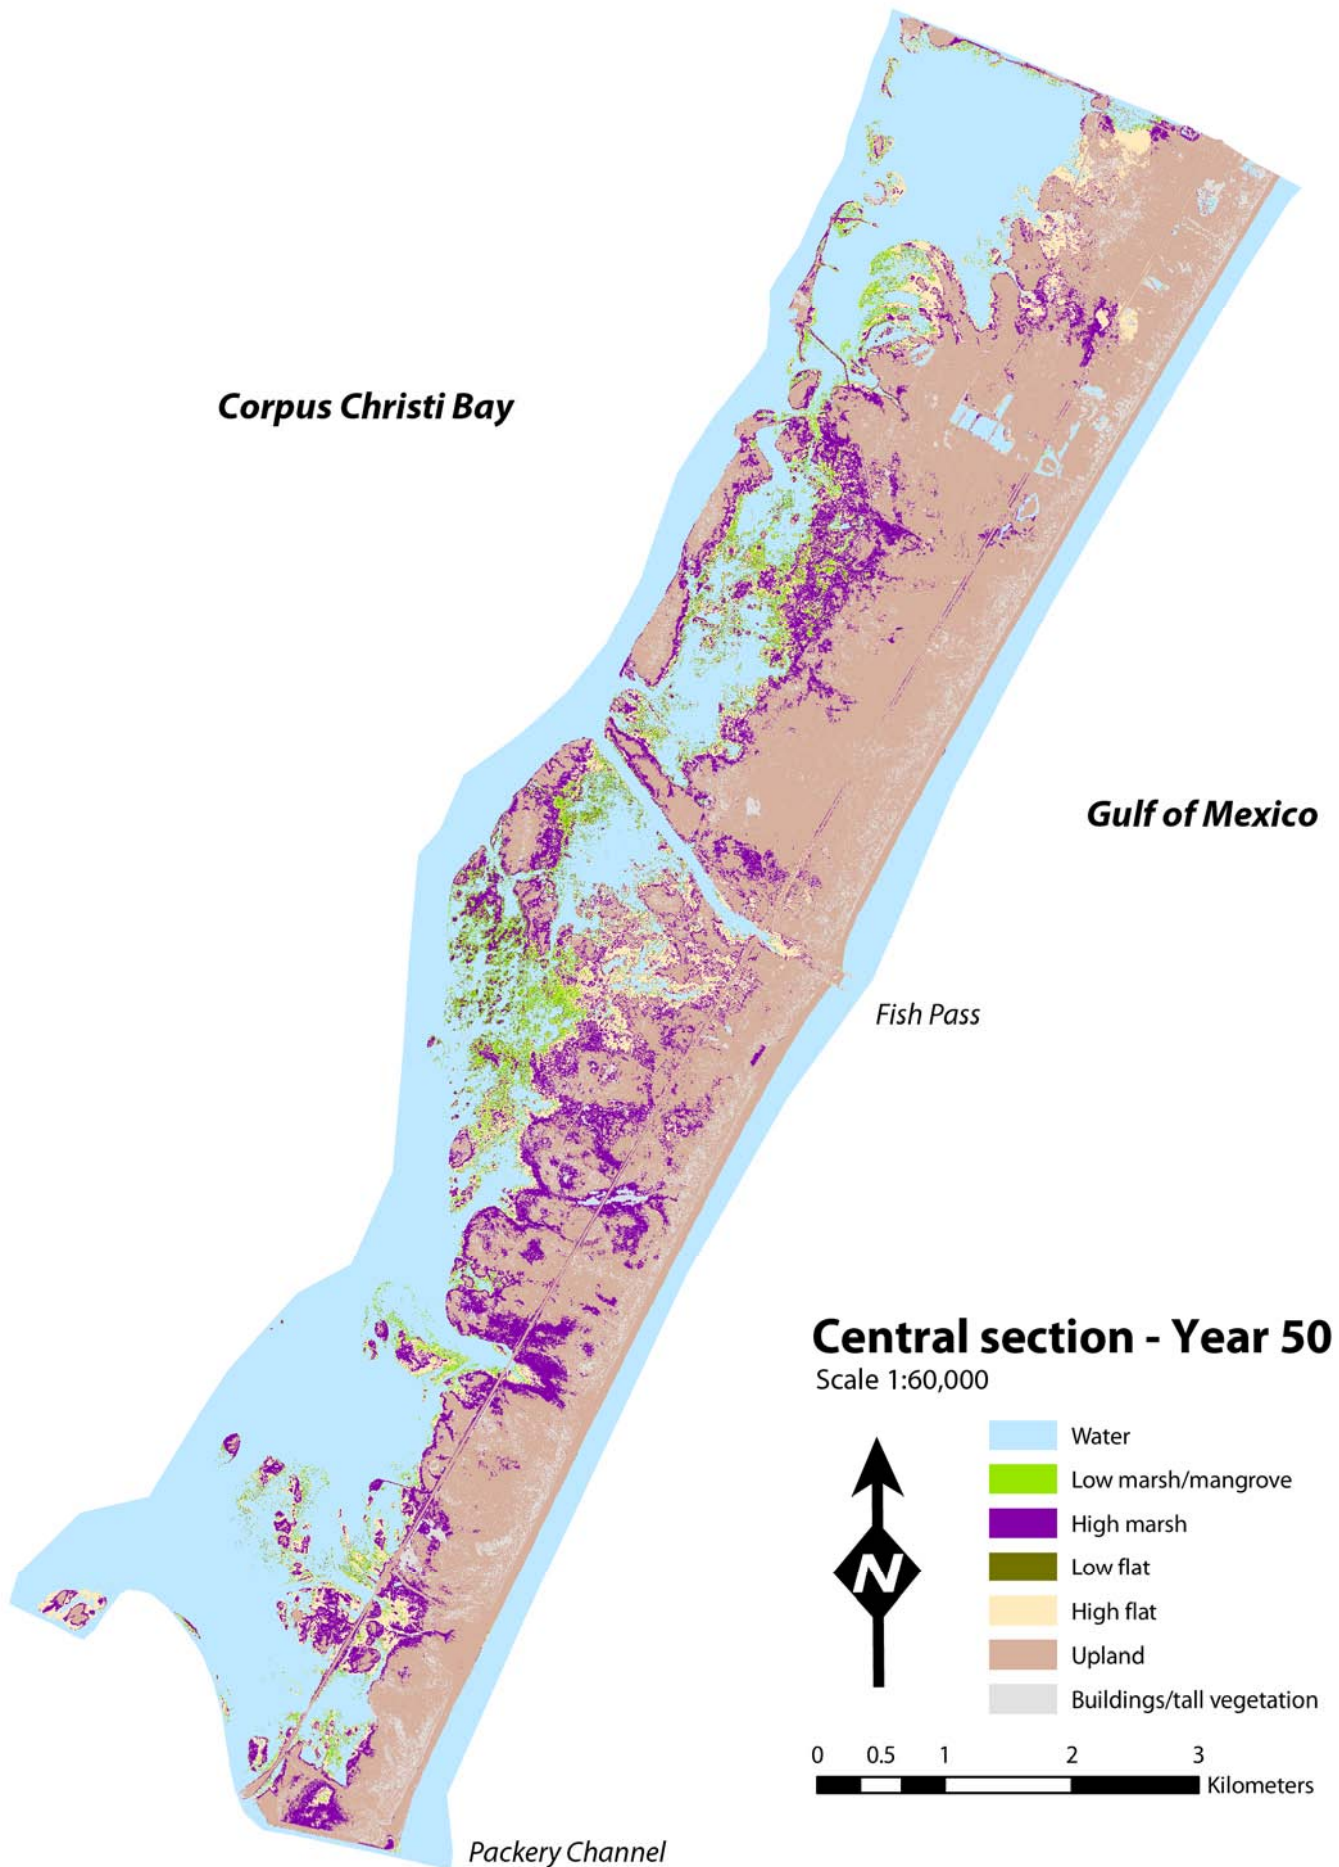 Corpus Christi Bay
Gulf of Mexico
Fish Pass
Central section - Year 50
Scale 1:60,000
N
Water
Low marsh/mangrove
High marsh
Low flat
High flat
Upland
Buildings/tall vegetation
0 0.5 1 2 3
Kilometers
Packery Channel